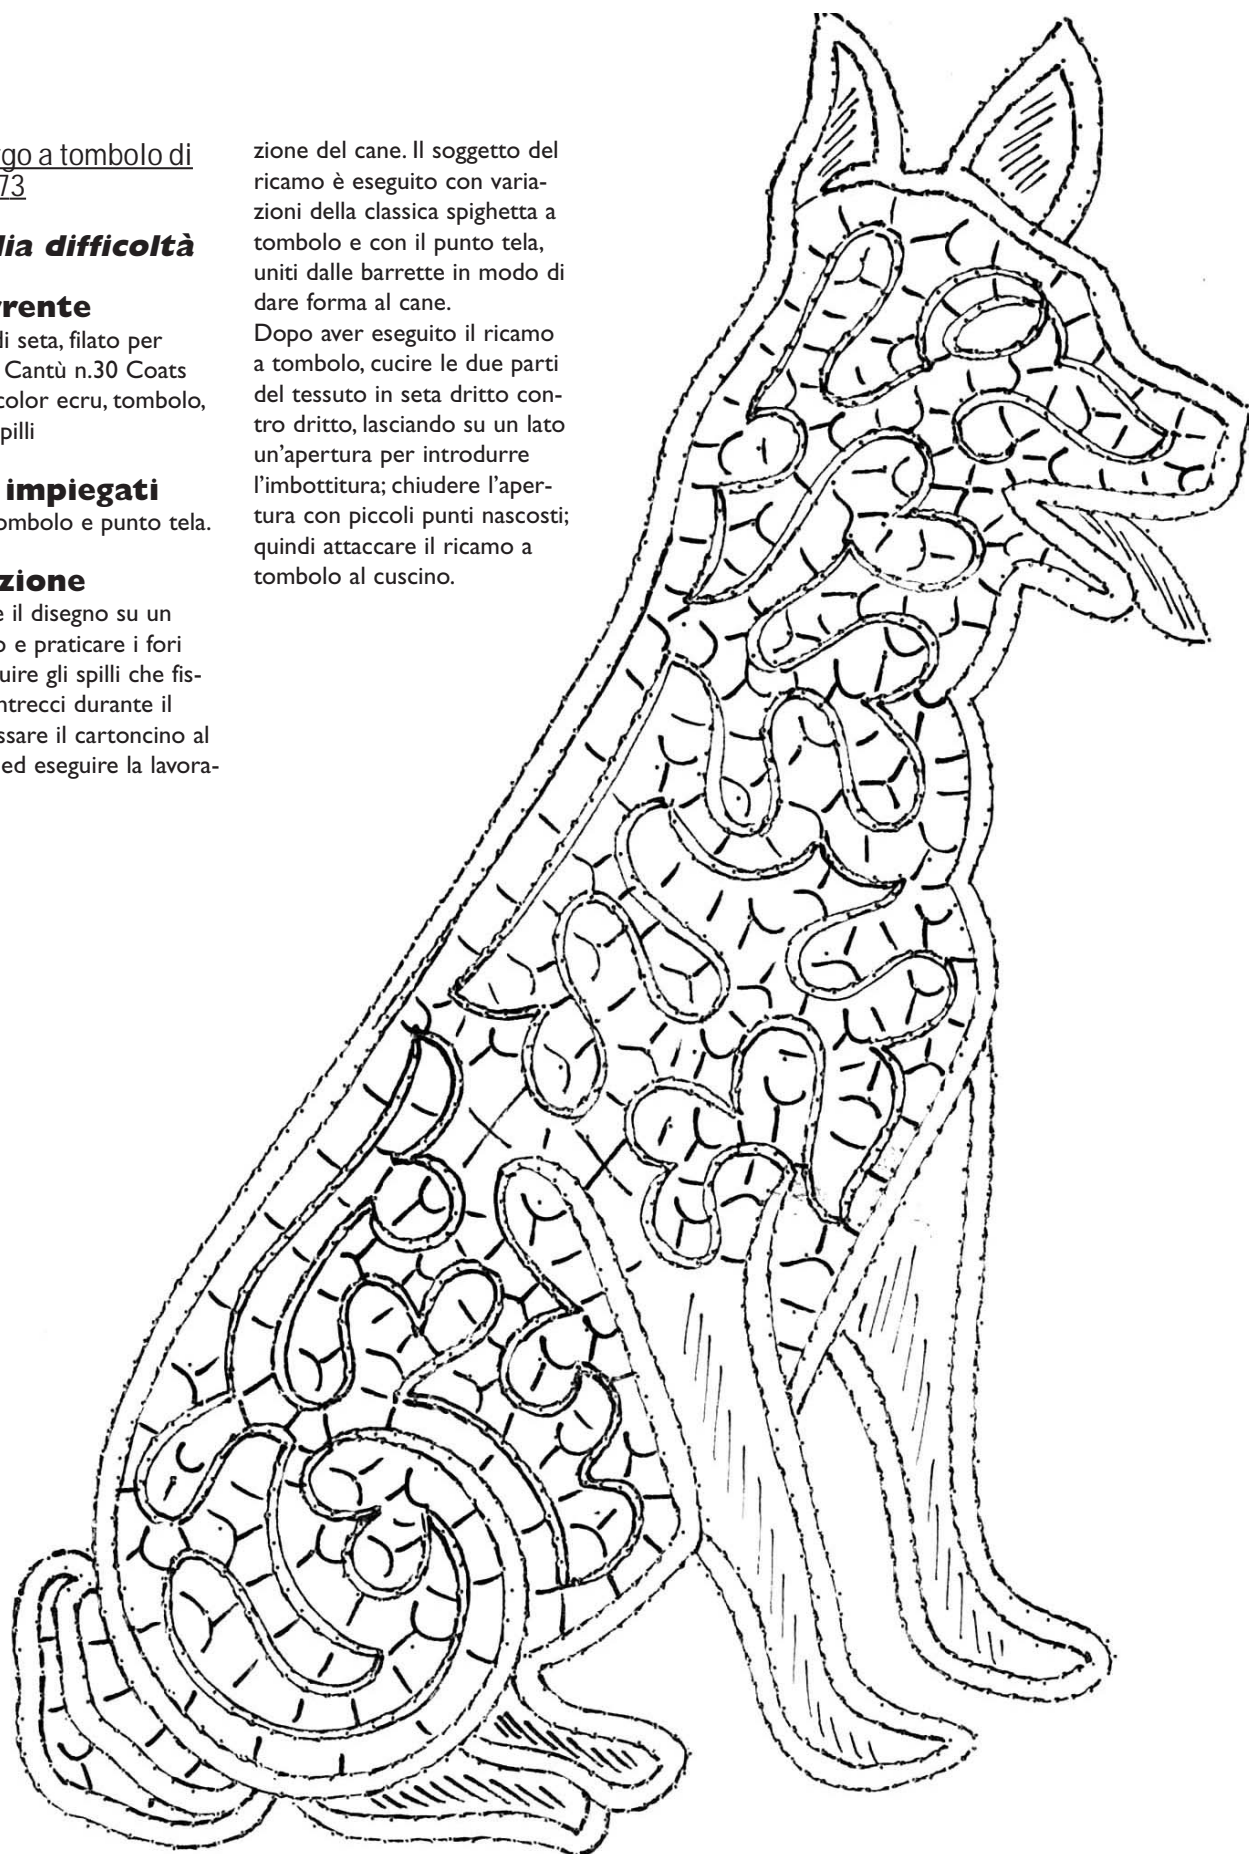 go a tombolo di
73
dia difficoltà
rrente
di seta, filato per
Cantù n.30 Coats
color ecru, tombolo,
pilli
impiegati
ombolo e punto tela.
zione
e il disegno su un
o e praticare i fori
uire gli spilli che fis-
ntrecci durante il
ssare il cartoncino al
ed eseguire la lavora-
zione del cane. Il soggetto del
ricamo è eseguito con varia-
zioni della classica spighetta a
tombolo e con il punto tela,
uniti dalle barrette in modo di
dare forma al cane.
Dopo aver eseguito il ricamo
a tombolo, cucire le due parti
del tessuto in seta dritto con-
tro dritto, lasciando su un lato
un'apertura per introdurre
l'imbottitura; chiudere l'aper-
tura con piccoli punti nascosti;
quindi attaccare il ricamo a
tombolo al cuscino.